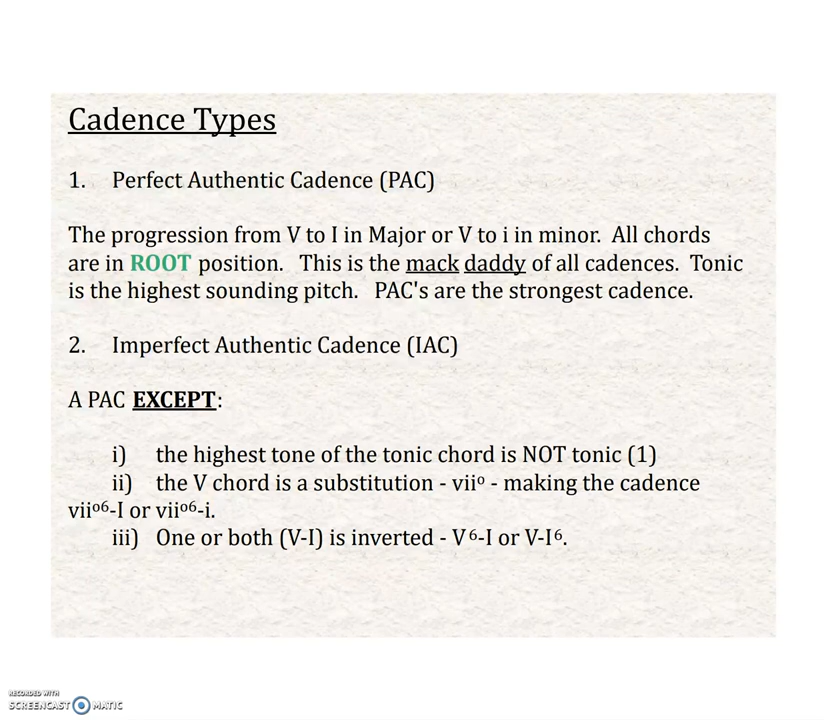 Cadence Types
1. Perfect Authentic Cadence (PAC)
The progression from V to I in Major or V to i in minor. All chords
are in ROOT position. This is the mack daddy of all cadences. Tonic
is the highest sounding pitch. PAC's are the strongest cadence.
2. Imperfect Authentic Cadence (IAC)
A PAC EXCEPT:
i) the highest tone of the tonic chord is NOT tonic (1)
ii) the V chord is a substitution - viiº - making the cadence
viiº⁶-I or viiº⁶-i.
iii) One or both (V-I) is inverted - V⁶-I or V-I⁶.
RECORDED WITH
SCREENCAST MATIC